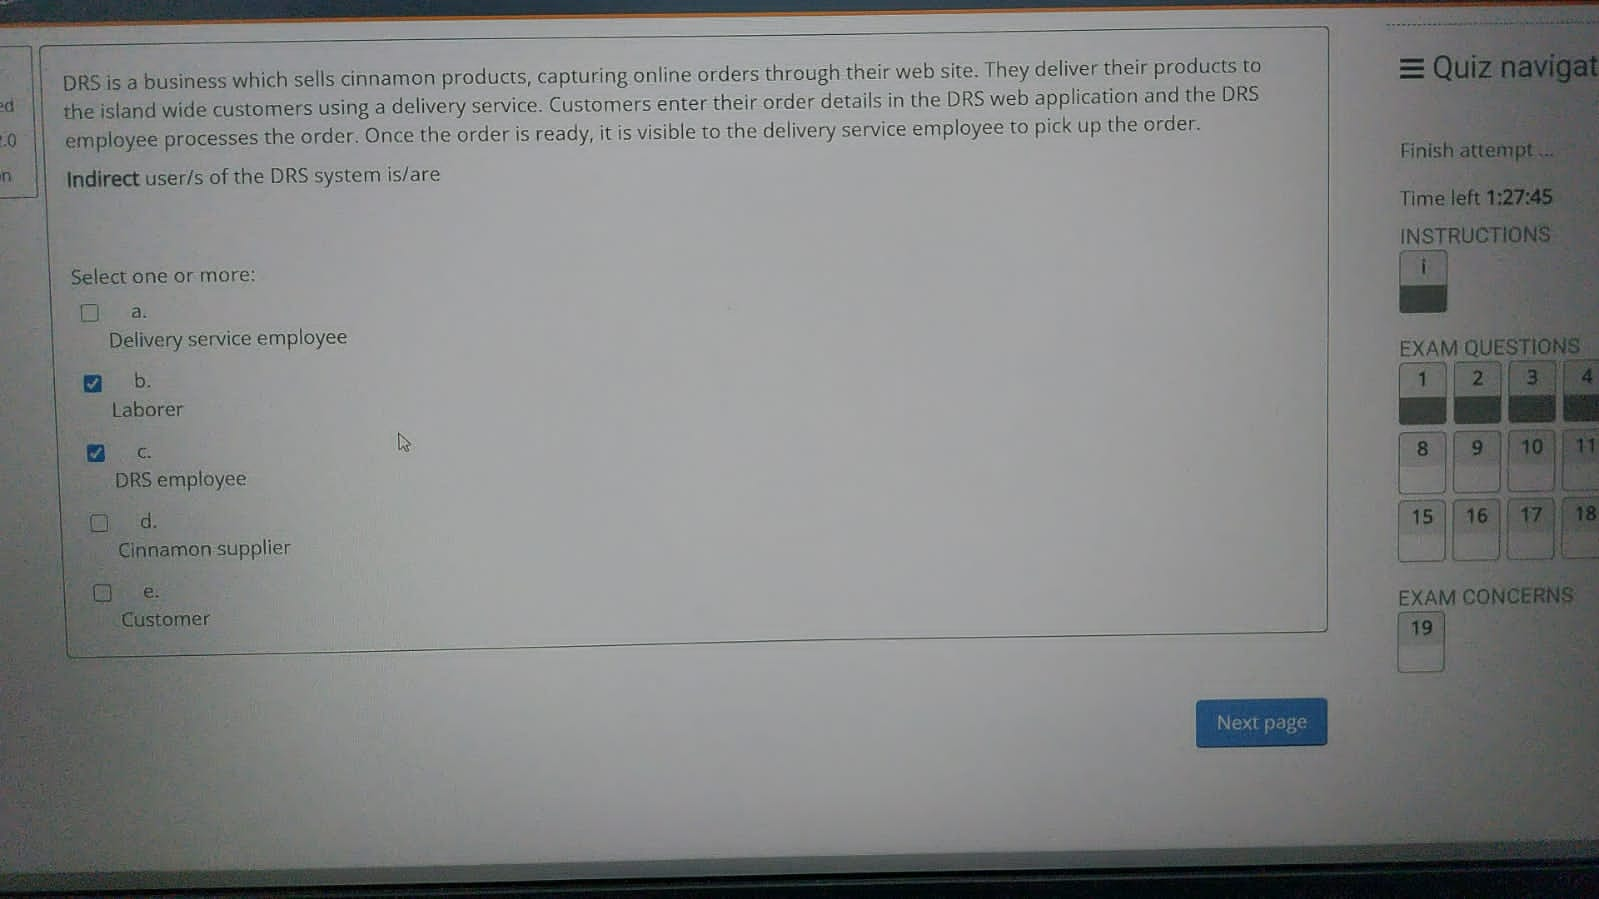 DRS is a business which sells cinnamon products, capturing online orders through their web site. They deliver their products to
the island wide customers using a delivery service. Customers enter their order details in the DRS web application and the DRS
employee processes the order. Once the order is ready, it is visible to the delivery service employee to pick up the order.
Indirect user/s of the DRS system is/are
Select one or more:
a.
Delivery service employee
b.
Laborer
c.
DRS employee
d.
Cinnamon supplier
e.
Customer
Next page
Quiz navigat
Finish attempt ...
Time left 1:27:45
INSTRUCTIONS
i
EXAM QUESTIONS
1 2 3 4
8 9 10 11
15 16 17 18
EXAM CONCERNS
19